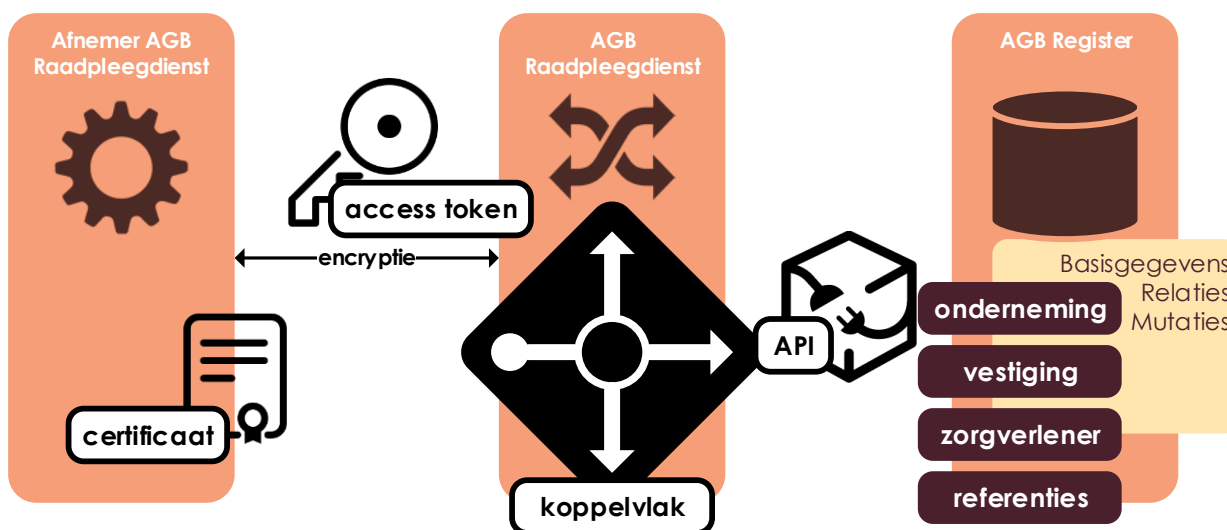 Afnemer AGB
Raadpleegdienst
AGB
Raadpleegdienst
AGB Register
access token
encryptie
certificaat
koppelvlak
API
Basisgegevens
Relaties
Mutaties
onderneming
vestiging
zorgverlener
referenties